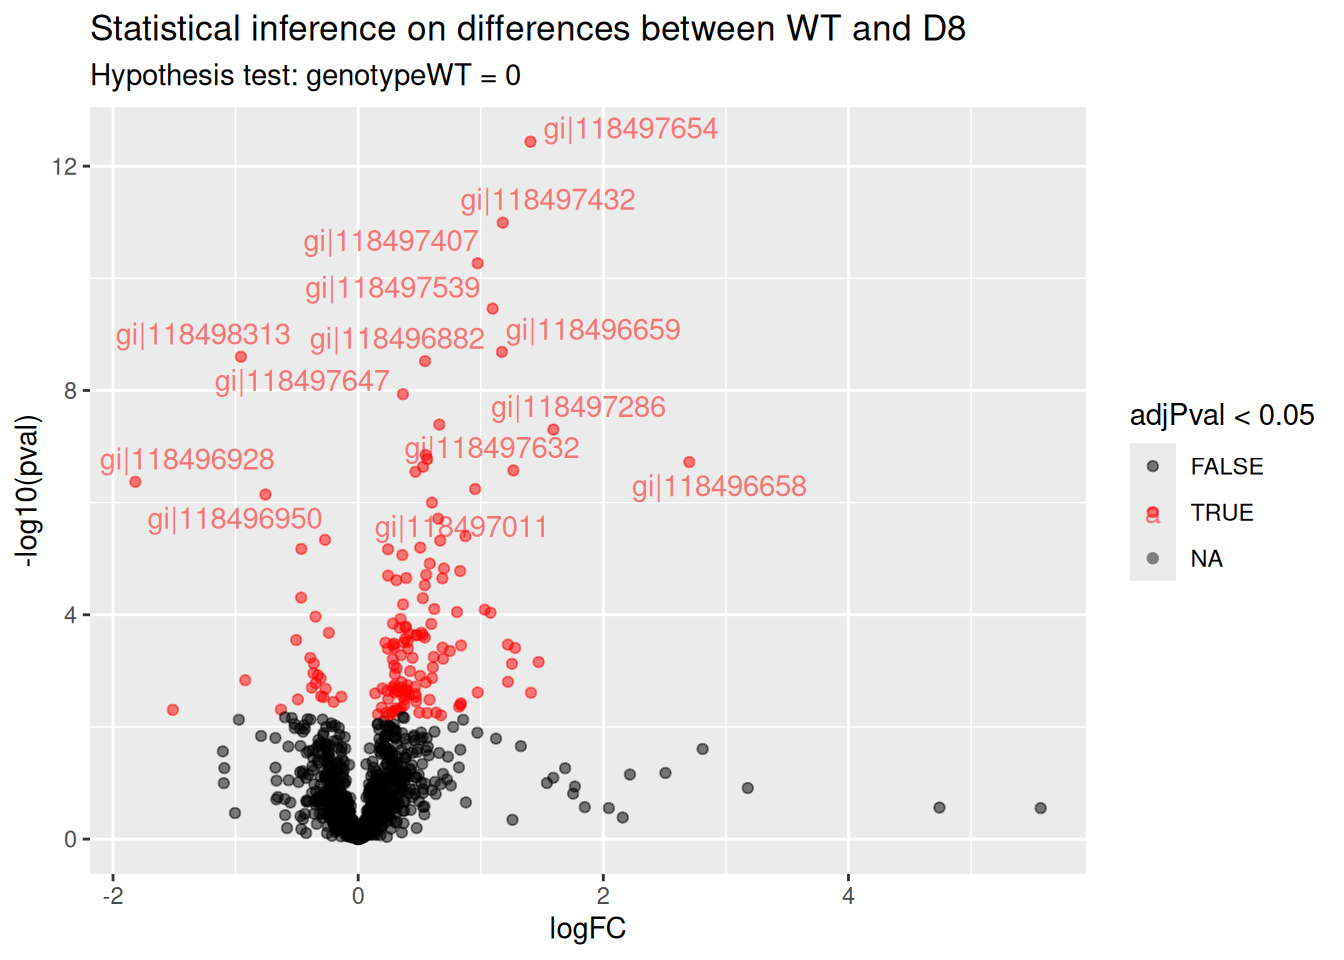 Statistical inference on differences between WT and D8
Hypothesis test: genotypeWT = 0
gi|118497654
gi|118497432
gi|118497407
gi|118497539
gi|118496659
gi|118498313
gi|118496882
gi|118497647
gi|118497286
gi|118497632
gi|118496928
gi|118496658
gi|118496950
gi|118497011
12
8
4
0
-log10(pval)
-2
0
2
4
logFC
adjPval < 0.05
FALSE
a TRUE
NA